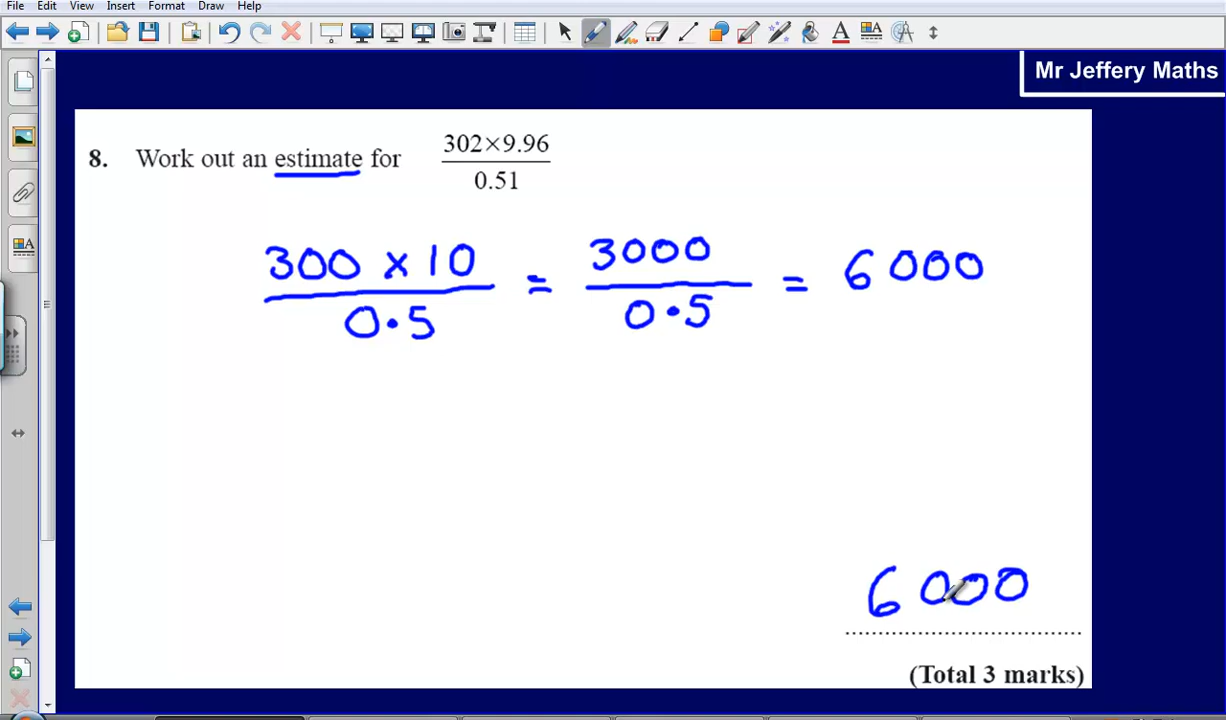 File Edit View Insert Format Draw Help
Mr Jeffery Maths
8. Work out an estimate for 302×9.96
0.51
300 × 10 = 3000 = 6000
0.5 0.5
6000
(Total 3 marks)